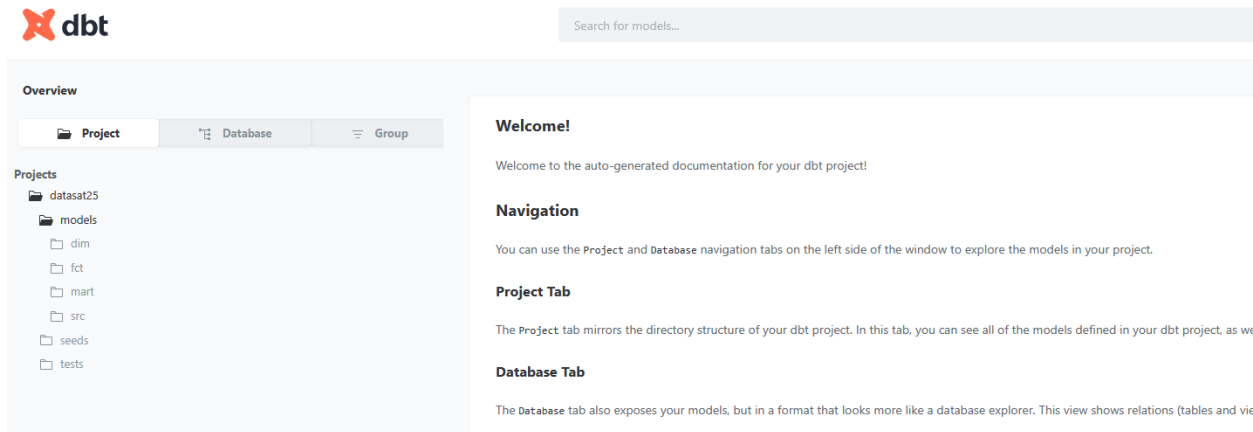 dbt
Search for models...
Overview
Project
Database
Group
Projects
datasat25
models
dim
fct
mart
src
seeds
tests
Welcome!
Welcome to the auto-generated documentation for your dbt project!
Navigation
You can use the Project and Database navigation tabs on the left side of the window to explore the models in your project.
Project Tab
The Project tab mirrors the directory structure of your dbt project. In this tab, you can see all of the models defined in your dbt project, as we
Database Tab
The Database tab also exposes your models, but in a format that looks more like a database explorer. This view shows relations (tables and vie